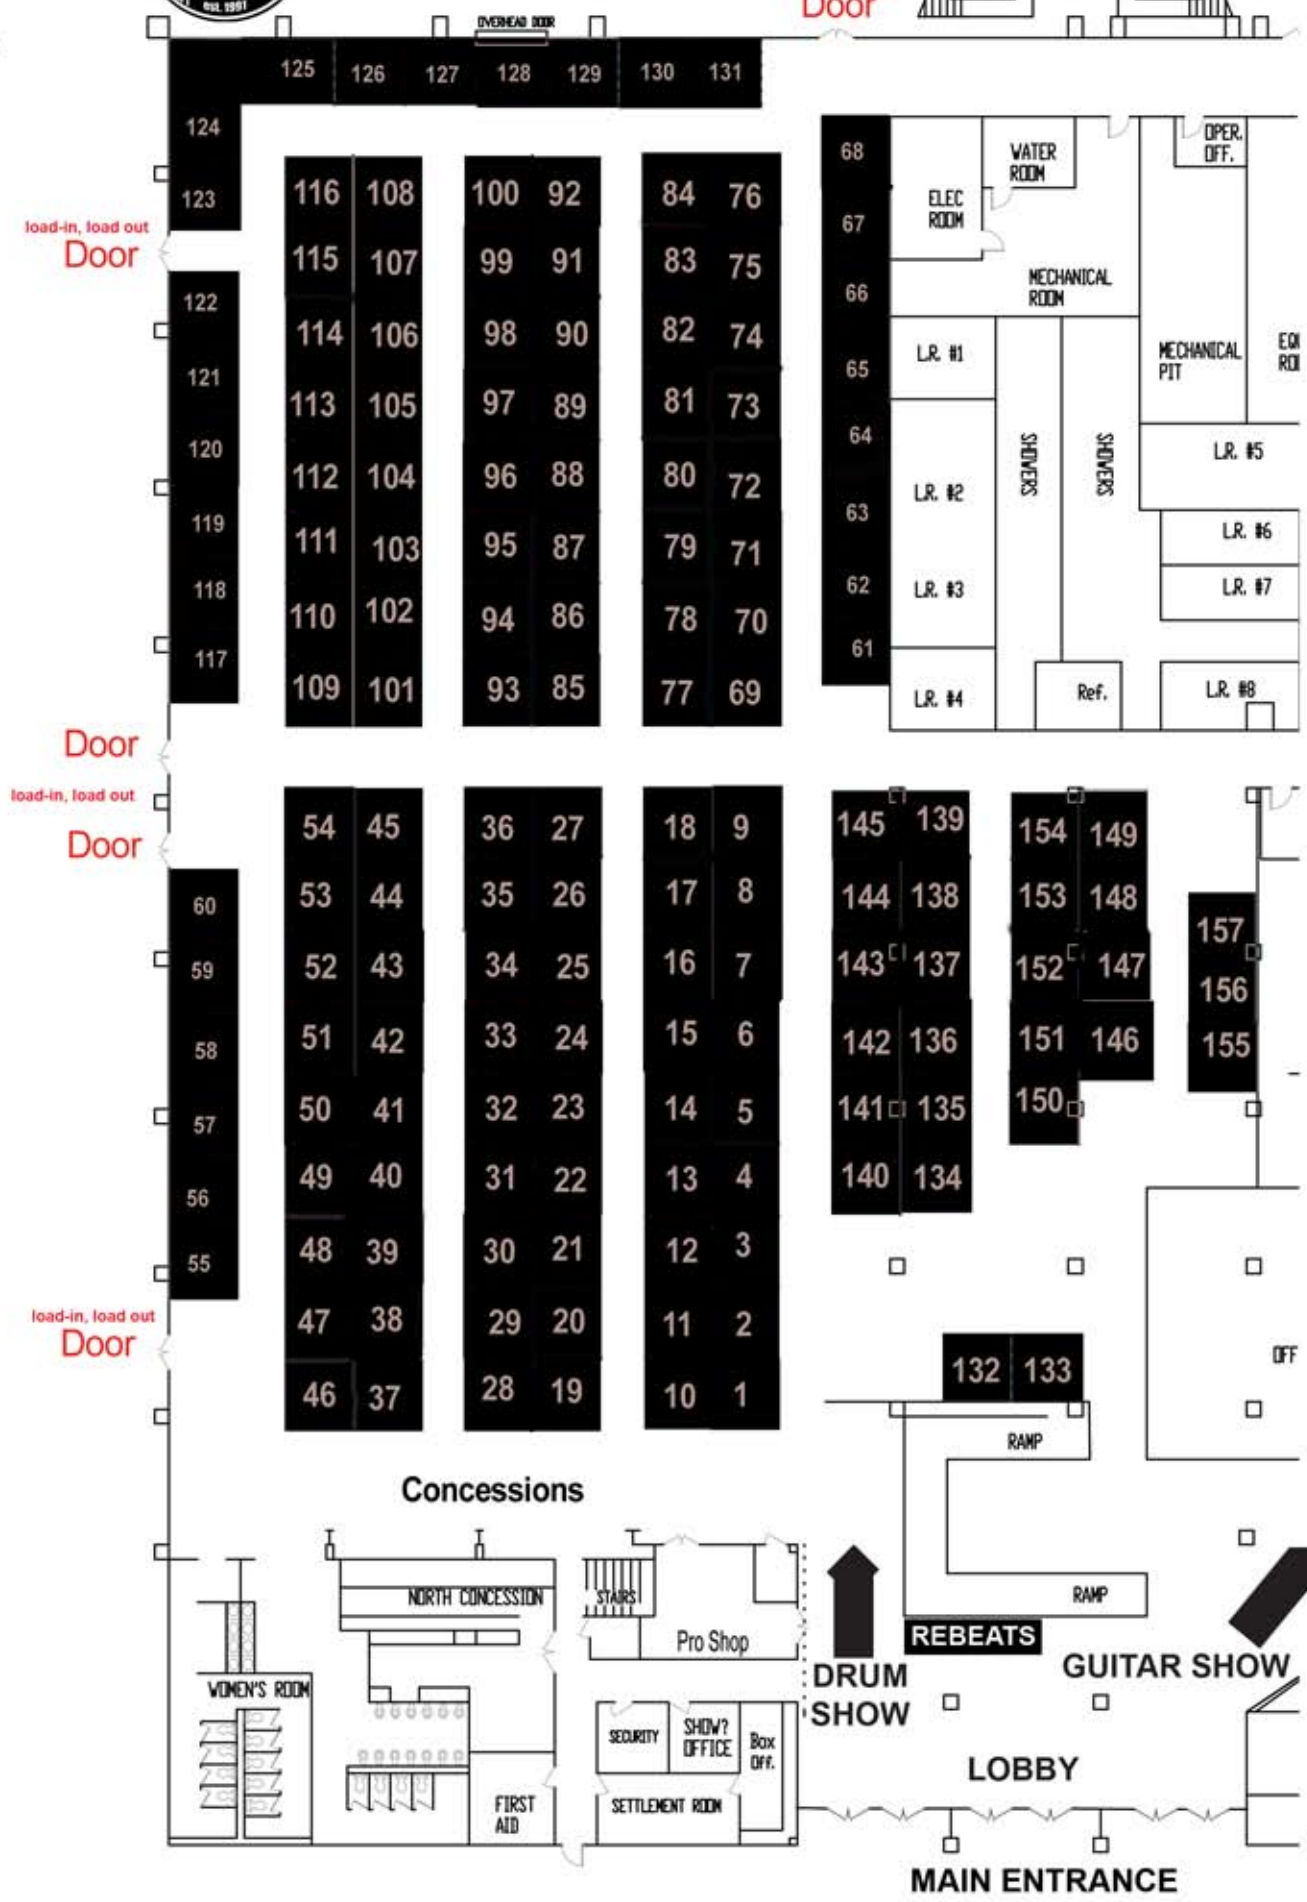 est. 1991
OVERHEAD DOOR
Door
125 126 127 128 129 130 131
124
123
load-in, load out
Door
122
121
120
119
118
117
116 108 100 92 84 76
115 107 99 91 83 75
114 106 98 90 82 74
113 105 97 89 81 73
112 104 96 88 80 72
111 103 95 87 79 71
110 102 94 86 78 70
109 101 93 85 77 69
68
67
66
65
64
63
62
61
ELEC
ROOM
WATER
ROOM
OPER.
OFF.
MECHANICAL
ROOM
MECHANICAL
PIT
L.R. #1
L.R. #2
L.R. #3
L.R. #4
SHOWERS
SHOWERS
L.R. #5
L.R. #6
L.R. #7
L.R. #8
Ref.
Door
load-in, load out
Door
60
59
58
57
56
55
load-in, load out
Door
54 45 36 27 18 9
53 44 35 26 17 8
52 43 34 25 16 7
51 42 33 24 15 6
50 41 32 23 14 5
49 40 31 22 13 4
48 39 30 21 12 3
47 38 29 20 11 2
46 37 28 19 10 1
145 139 154 149
144 138 153 148
143 137 152 147
142 136 151 146
141 135 150
140 134
157
156
155
132 133
OFF
RAMP
RAMP
Concessions
NORTH CONCESSION
STAIRS
Pro Shop
REBEATS
DRUM
SHOW
GUITAR SHOW
WOMEN'S ROOM
SECURITY
SHOW?
OFFICE
Box
Off.
FIRST
AID
SETTLEMENT ROOM
LOBBY
MAIN ENTRANCE